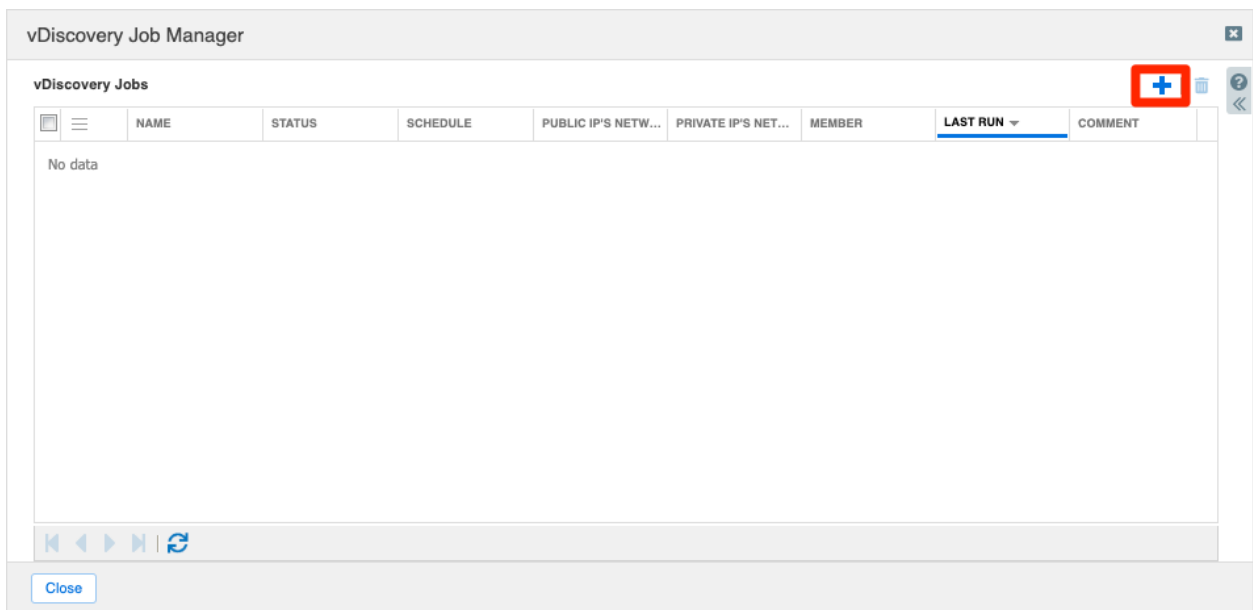 vDiscovery Job Manager
vDiscovery Jobs
NAME STATUS SCHEDULE PUBLIC IP'S NETW... PRIVATE IP'S NET... MEMBER LAST RUN COMMENT
No data
Close